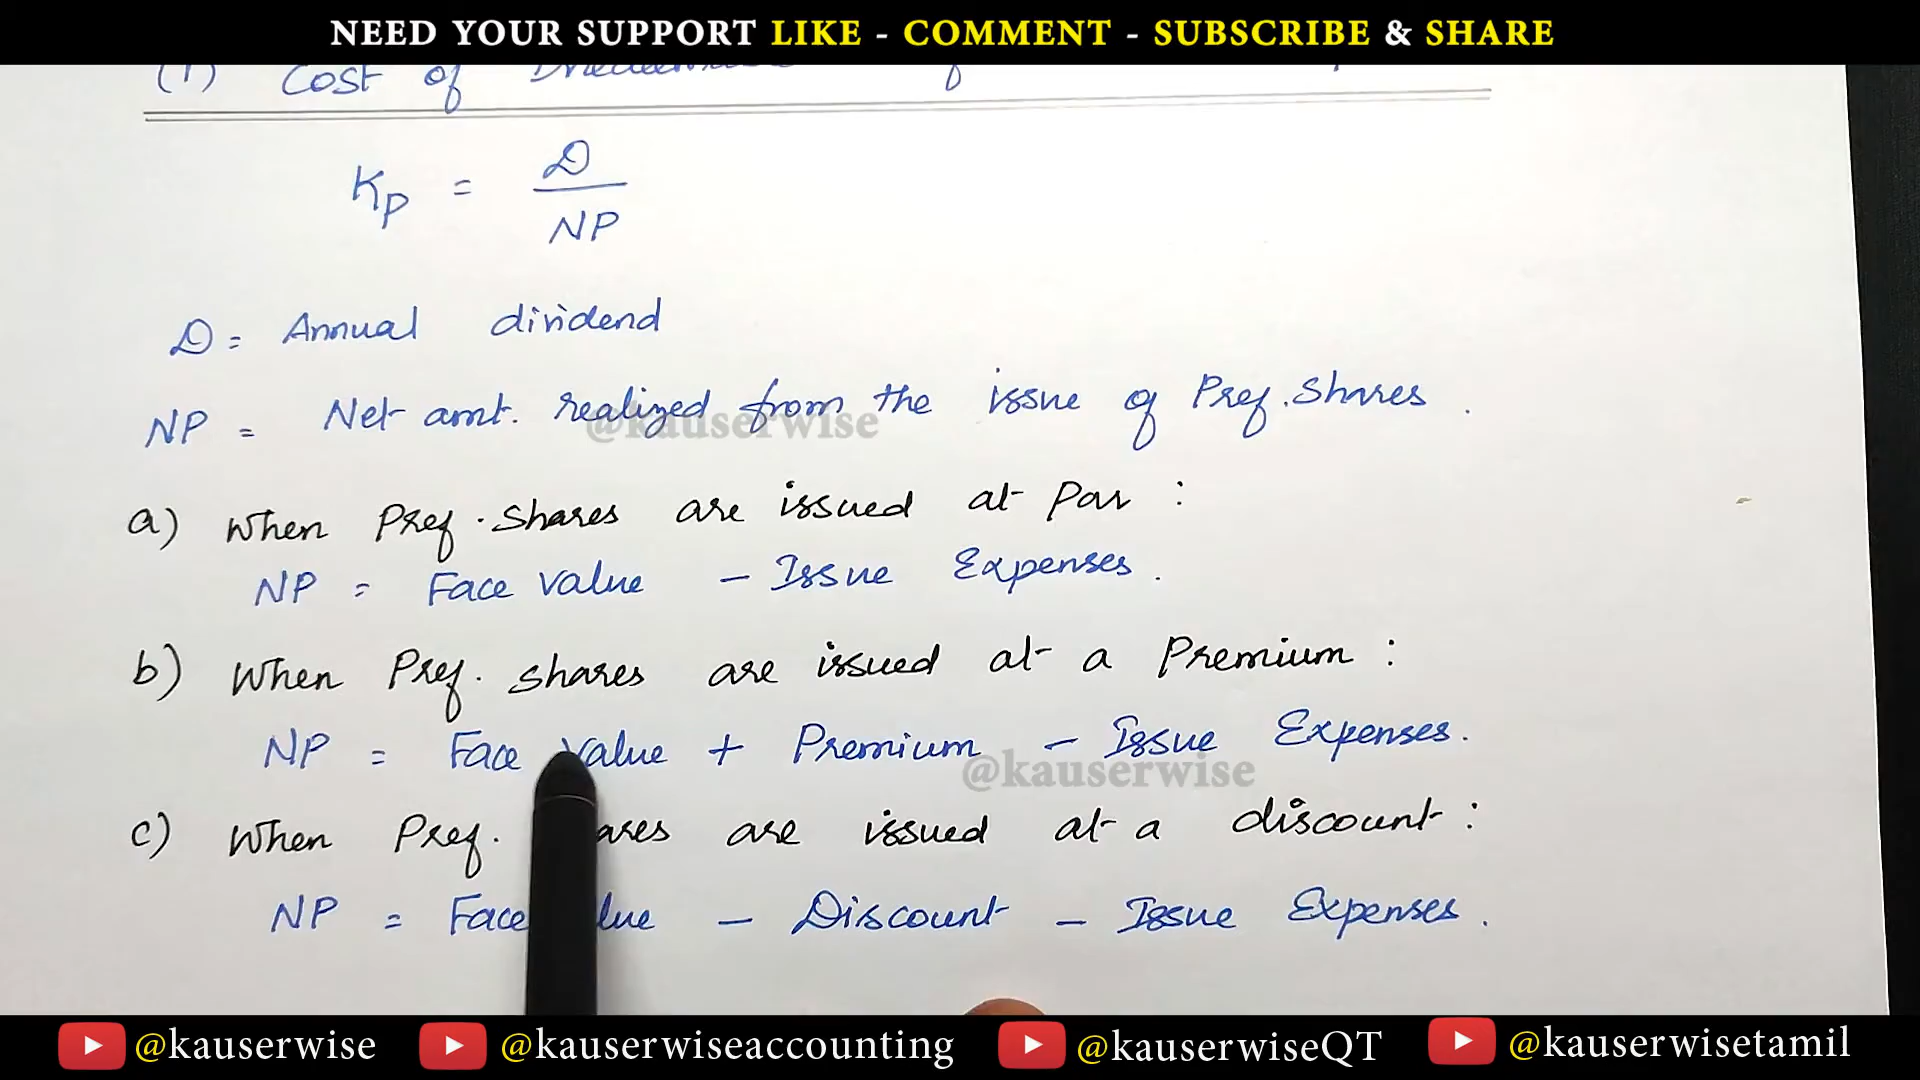 NEED YOUR SUPPORT LIKE - COMMENT - SUBSCRIBE & SHARE
(1) Cost of
Kp = D
NP
D = Annual dividend
NP = Net amt. realized from the issue of Pref. Shares.
@kauserwise
a) When Pref. Shares are issued at Par :
NP = Face value - Issue Expenses.
b) When Pref. Shares are issued at a Premium :
NP = Face value + Premium - Issue Expenses.
@kauserwise
c) When Pref. ares are issued at a discount :
NP = Face lue - Discount - Issue Expenses.
@kauserwise @kauserwiseaccounting @kauserwiseQT @kauserwisetamil